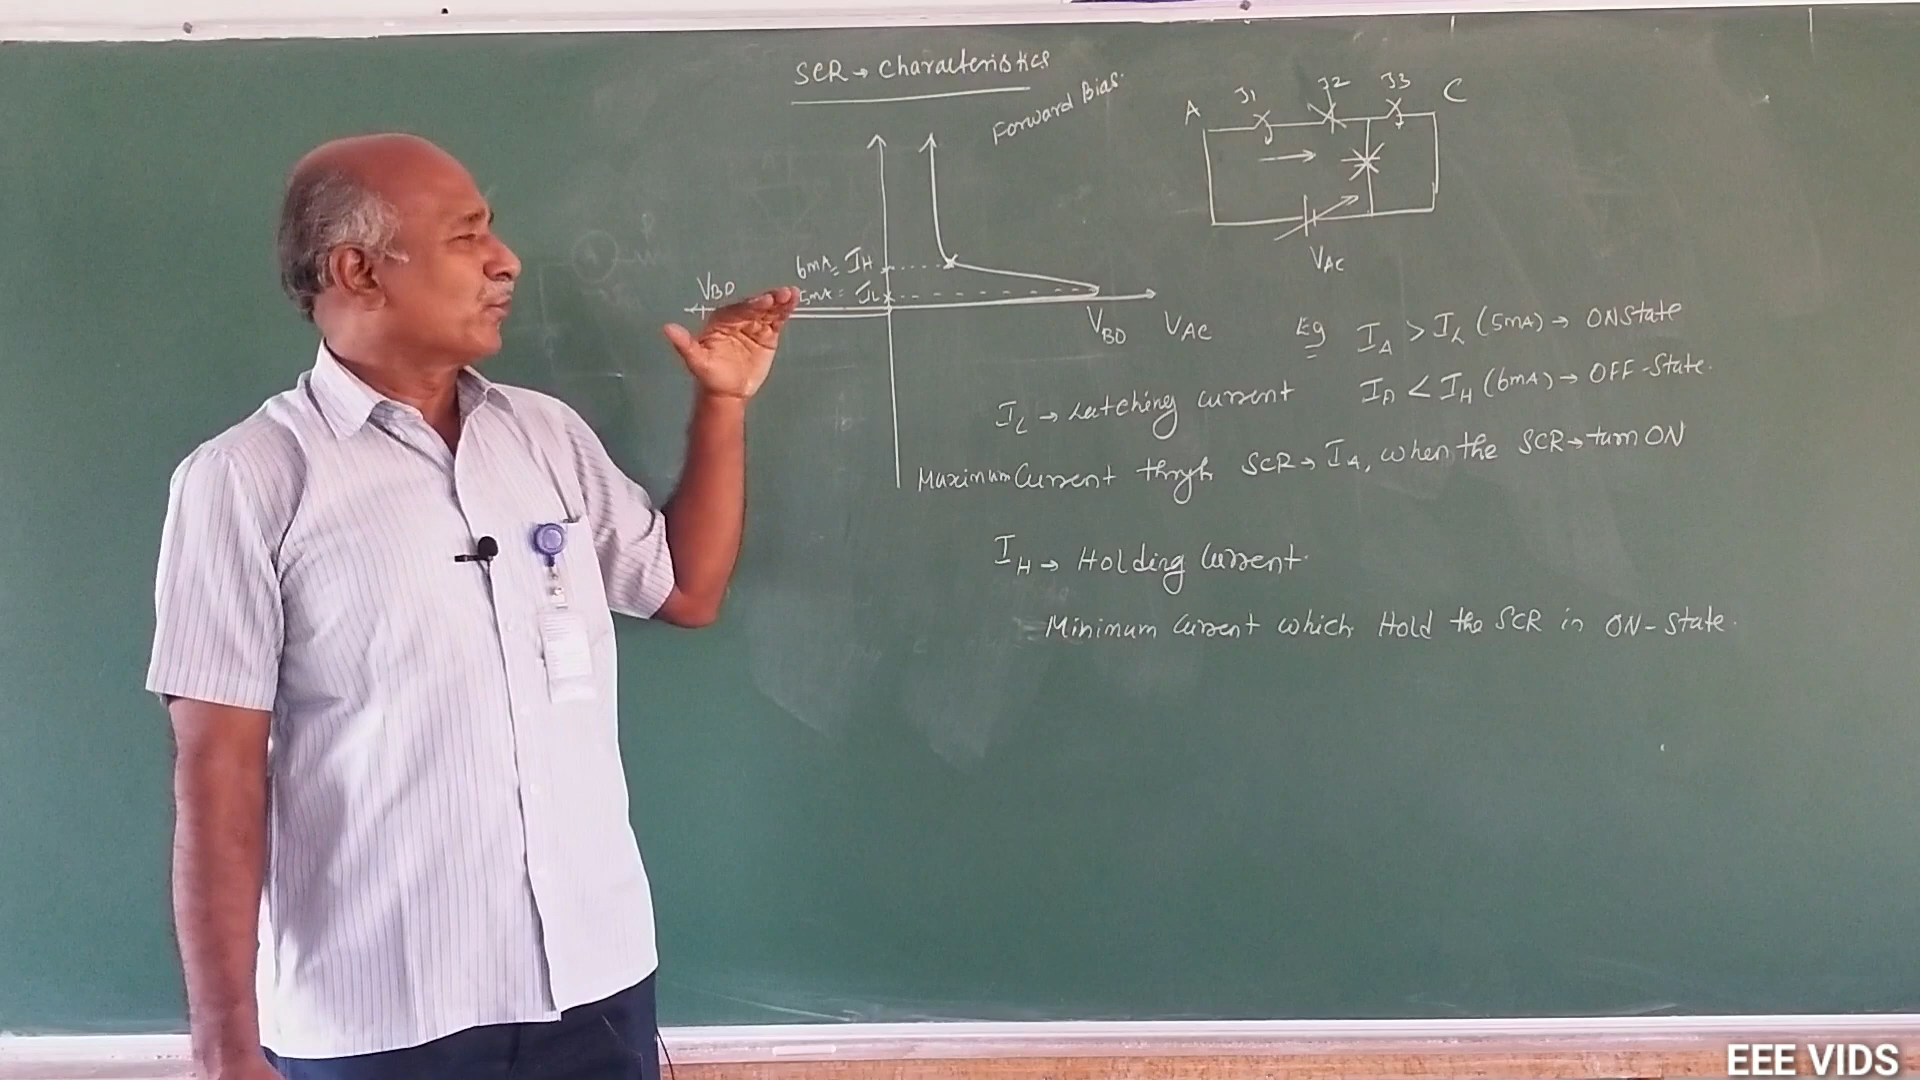 SCR → Characteristics
Forward Bias.
A J1 J2 J3 C
VAC
6mA = IH
5mA = IL
VBD
VBD VAC
Eg IA > IL (5mA) → ON State
IA < IH (6mA) → OFF-State.
IL → Latching current
Maximum Current thrgh SCR → IA, when the SCR → turn ON
IH → Holding Current.
Minimum current which Hold the SCR in ON-State.
EEE VIDS